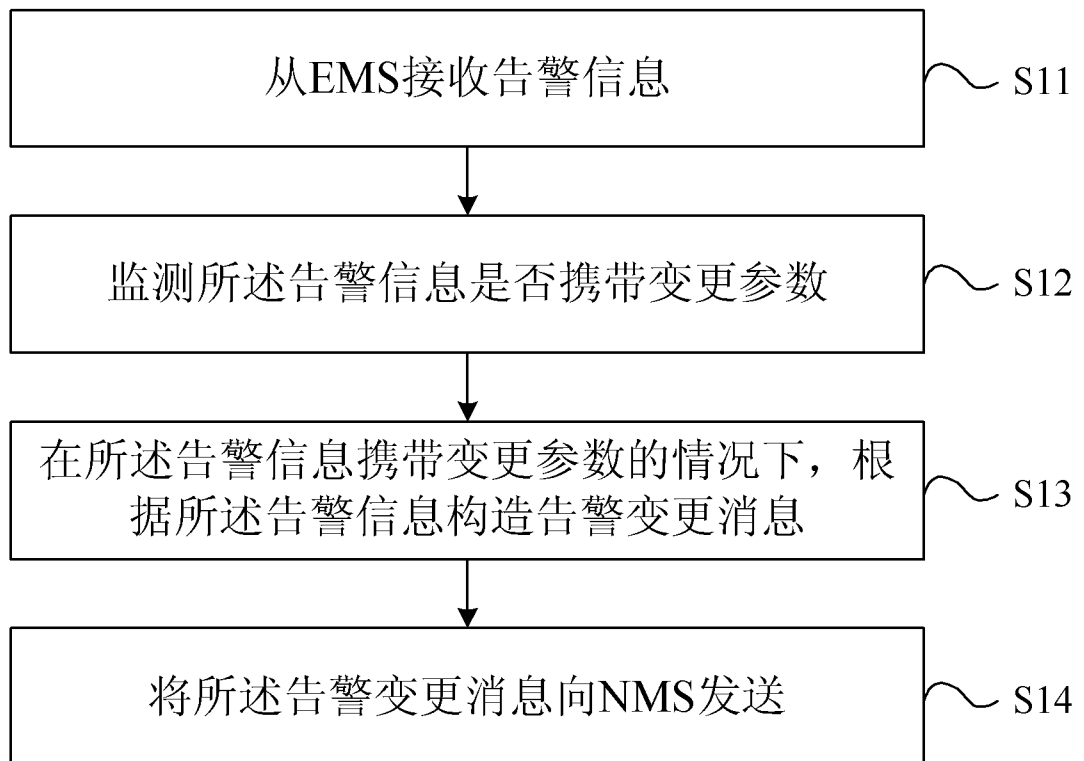 从EMS接收告警信息
S11
监测所述告警信息是否携带变更参数
S12
在所述告警信息携带变更参数的情况下，根
据所述告警信息构造告警变更消息
S13
将所述告警变更消息向NMS发送
S14